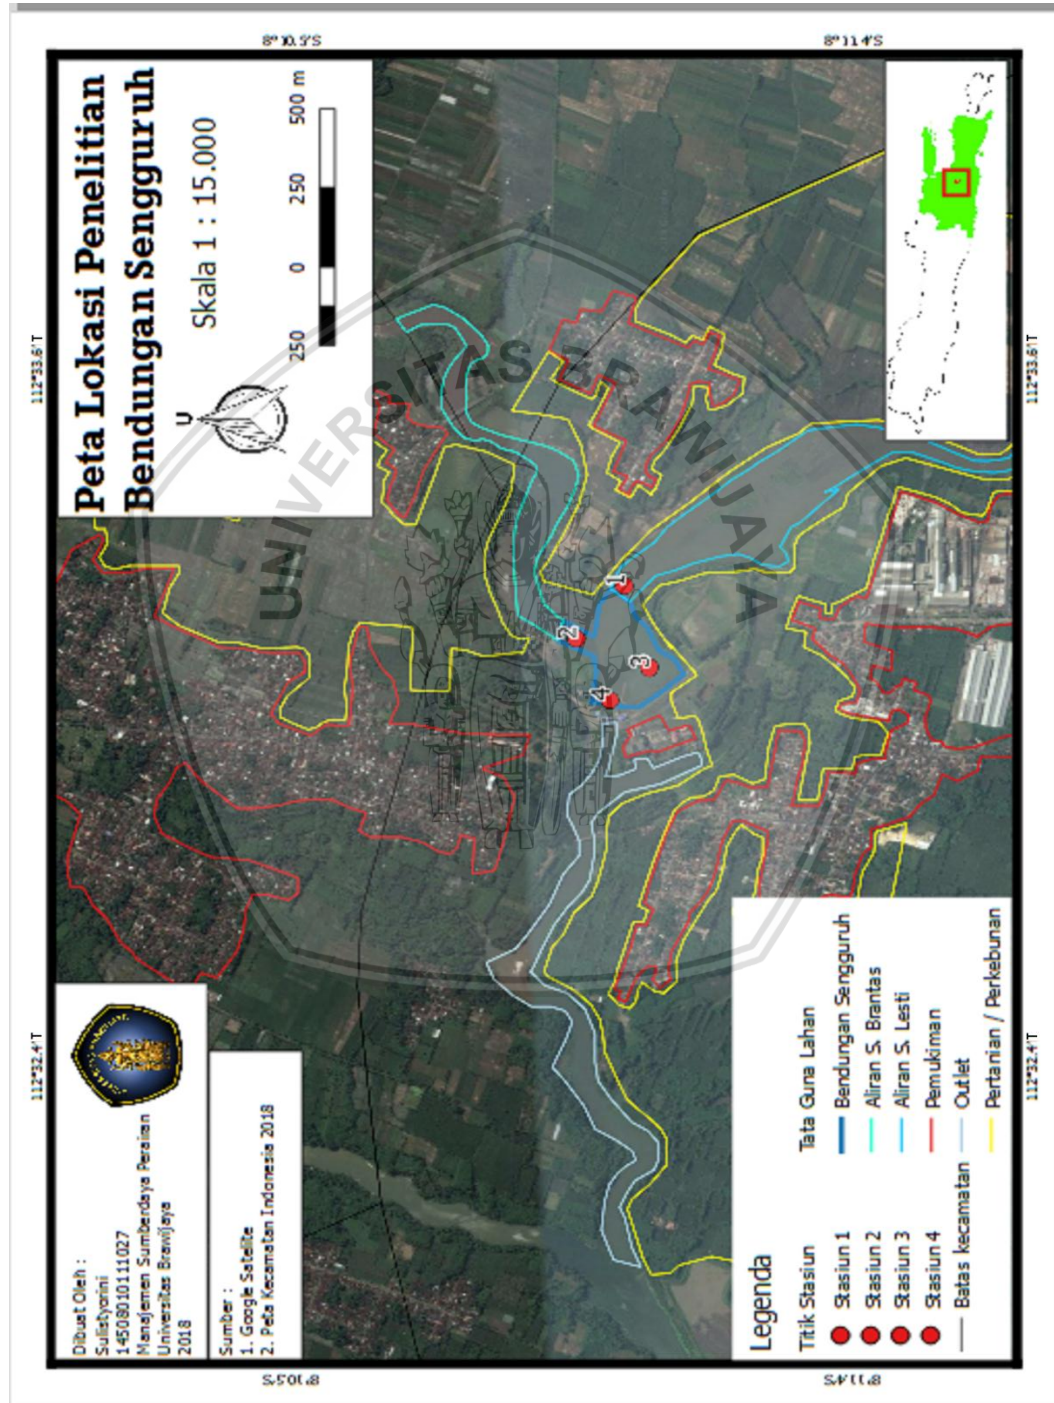 Peta Lokasi Penelitian
Bendungan Sengguruh
Skala 1 : 15.000
250
0
250
500 m
U
112°32.4'T
112°33.6'T
112°32.4'T
112°33.6'T
8°10.5'S
8°11.4'S
8°10.5'S
8°11.4'S
UNIVERSITAS BRAWIJAYA
1
2
3
4
Dibuat Oleh :
Sulistyorini
145080101111027
Manajemen Sumberdaya Perairan
Universitas Brawijaya
2018
Sumber :
1. Google Satelite
2. Peta Kecamatan Indonesia 2018
Legenda
Titik Stasiun
Stasiun 1
Stasiun 2
Stasiun 3
Stasiun 4
Batas kecamatan
Tata Guna Lahan
Bendungan Sengguruh
Aliran S. Brantas
Aliran S. Lesti
Pemukiman
Outlet
Pertanian / Perkebunan